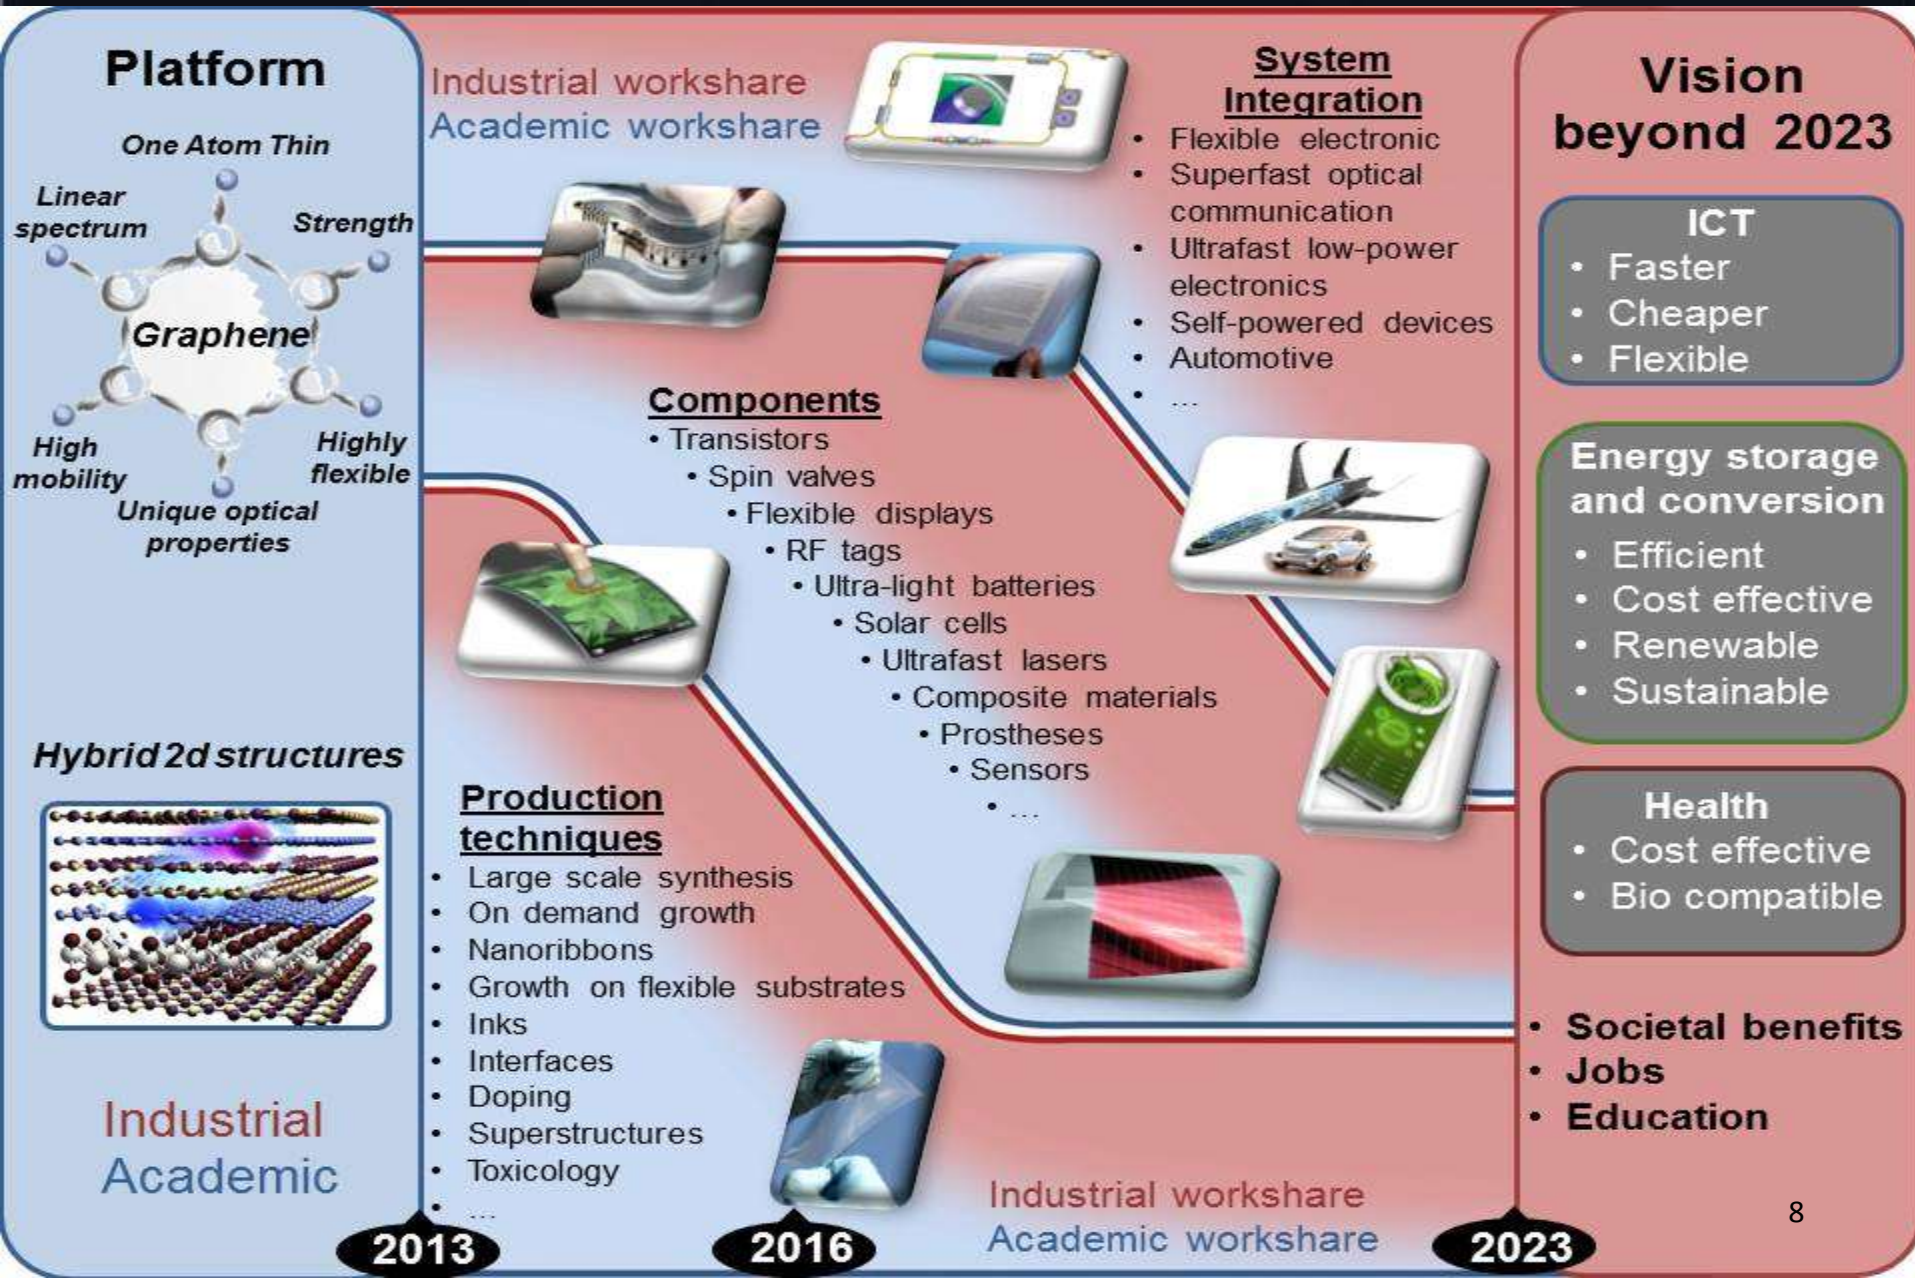 Platform
One Atom Thin
Linear
spectrum
Strength
Graphene
High
mobility
Highly
flexible
Unique optical
properties
Hybrid 2d structures
Industrial
Academic
Industrial workshare
Academic workshare
System
Integration
• Flexible electronic
• Superfast optical
communication
• Ultrafast low-power
electronics
• Self-powered devices
• Automotive
• ...
Components
• Transistors
• Spin valves
• Flexible displays
• RF tags
• Ultra-light batteries
• Solar cells
• Ultrafast lasers
• Composite materials
• Prostheses
• Sensors
• ...
Production
techniques
• Large scale synthesis
• On demand growth
• Nanoribbons
• Growth on flexible substrates
• Inks
• Interfaces
• Doping
• Superstructures
• Toxicology
• ...
Industrial workshare
Academic workshare
2013
2016
2023
Vision
beyond 2023
ICT
• Faster
• Cheaper
• Flexible
Energy storage
and conversion
• Efficient
• Cost effective
• Renewable
• Sustainable
Health
• Cost effective
• Bio compatible
• Societal benefits
• Jobs
• Education
8